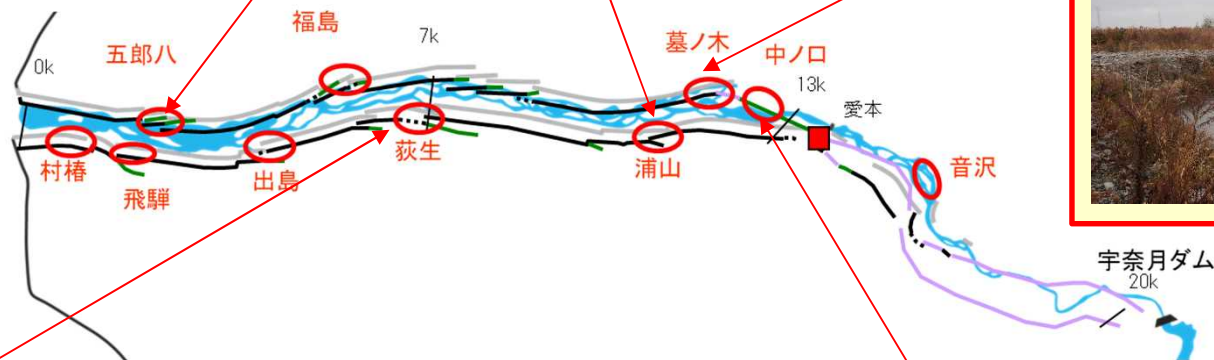 福島
7k
五郎八
墓ノ木
中ノ口
0k
13k
愛本
村椿
飛騨
出島
荻生
浦山
音沢
宇奈月ダム
20k